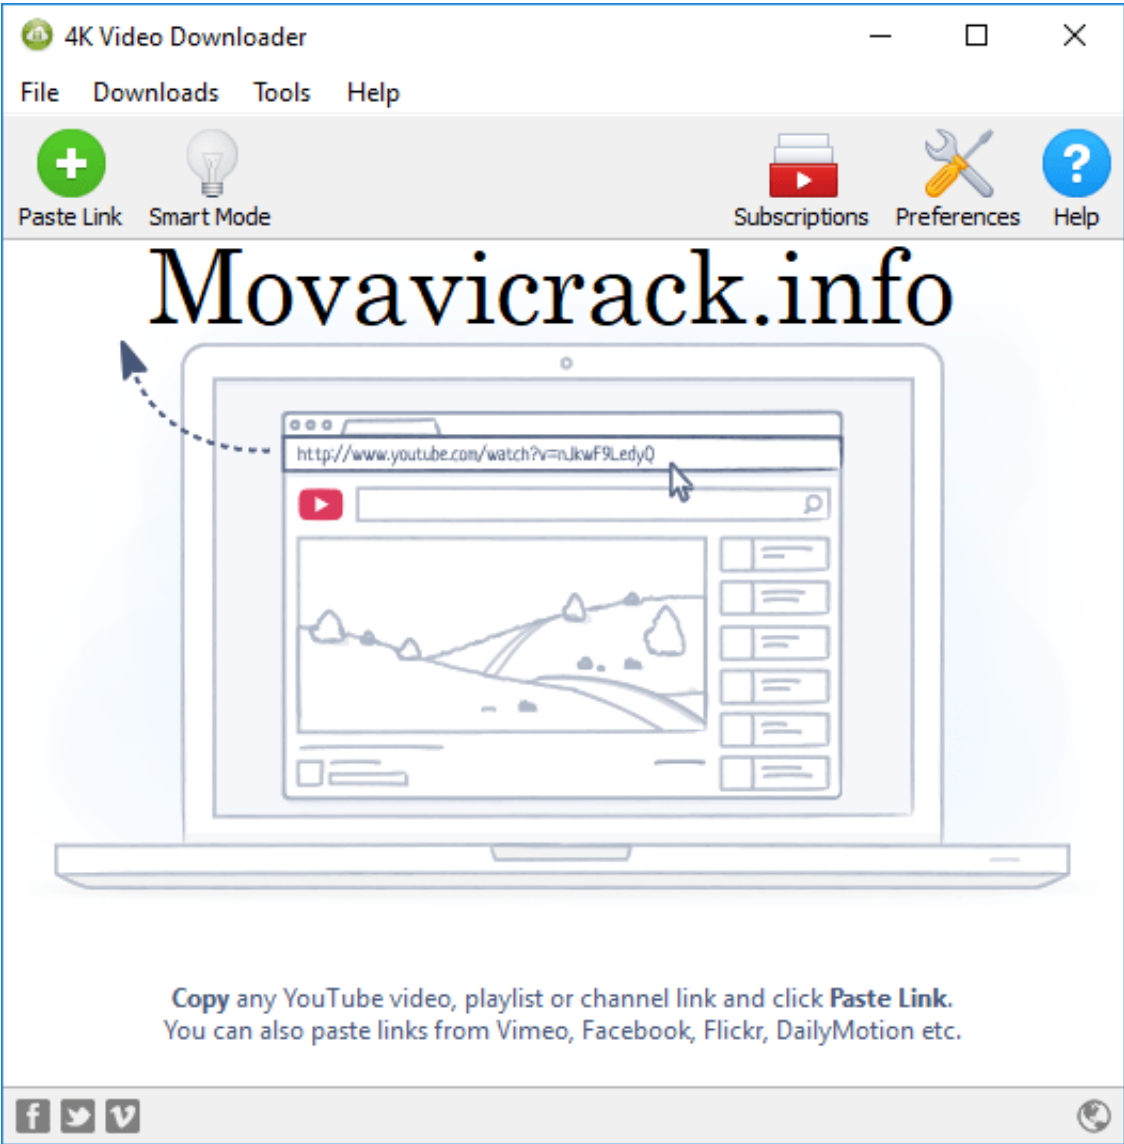 4K Video Downloader
File Downloads Tools Help
Paste Link Smart Mode Subscriptions Preferences Help
Movavicrack.info
http://www.youtube.com/watch?v=nJkwF9LedyQ
Copy any YouTube video, playlist or channel link and click Paste Link.
You can also paste links from Vimeo, Facebook, Flickr, DailyMotion etc.